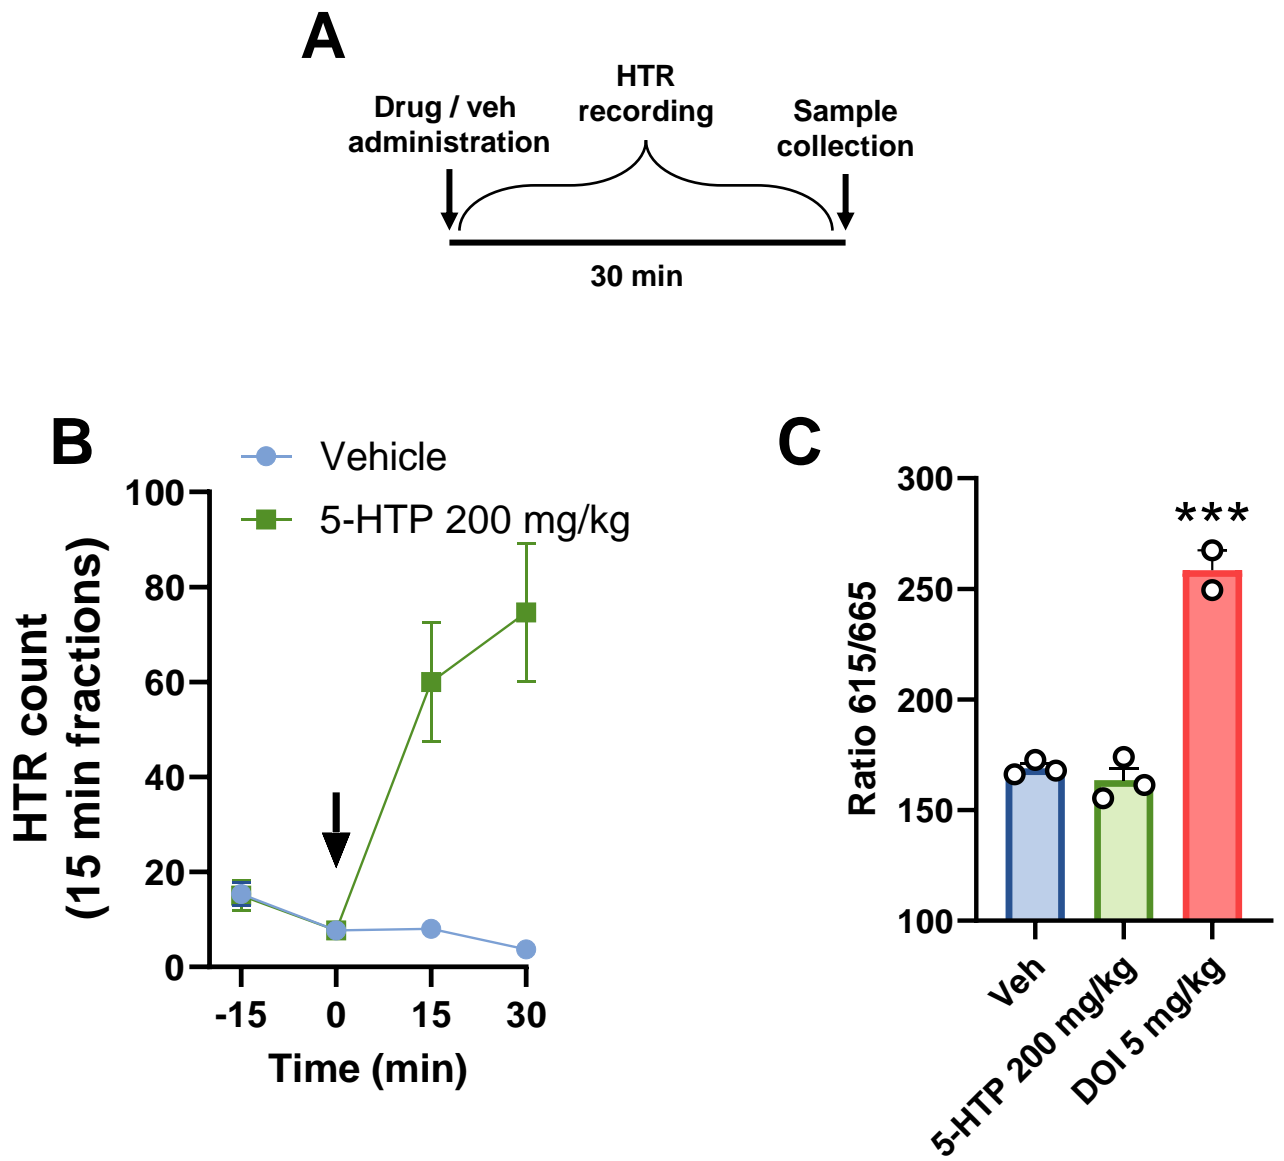 A
Drug / veh
administration
HTR
recording
Sample
collection
30 min
B
Vehicle
5-HTP 200 mg/kg
HTR count
(15 min fractions)
100
80
60
40
20
0
-15
0
15
30
Time (min)
C
Ratio 615/665
300
250
200
150
100
***
Veh
5-HTP 200 mg/kg
DOI 5 mg/kg